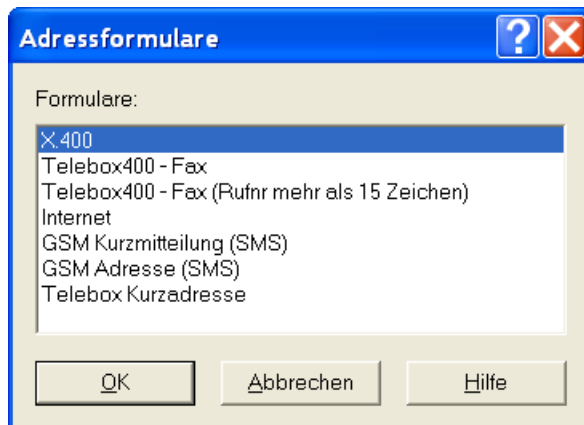 Adressformulare
Formulare:
X.400
Telebox400 - Fax
Telebox400 - Fax (Rufnr mehr als 15 Zeichen)
Internet
GSM Kurzmitteilung (SMS)
GSM Adresse (SMS)
Telebox Kurzadresse
OK Abbrechen Hilfe